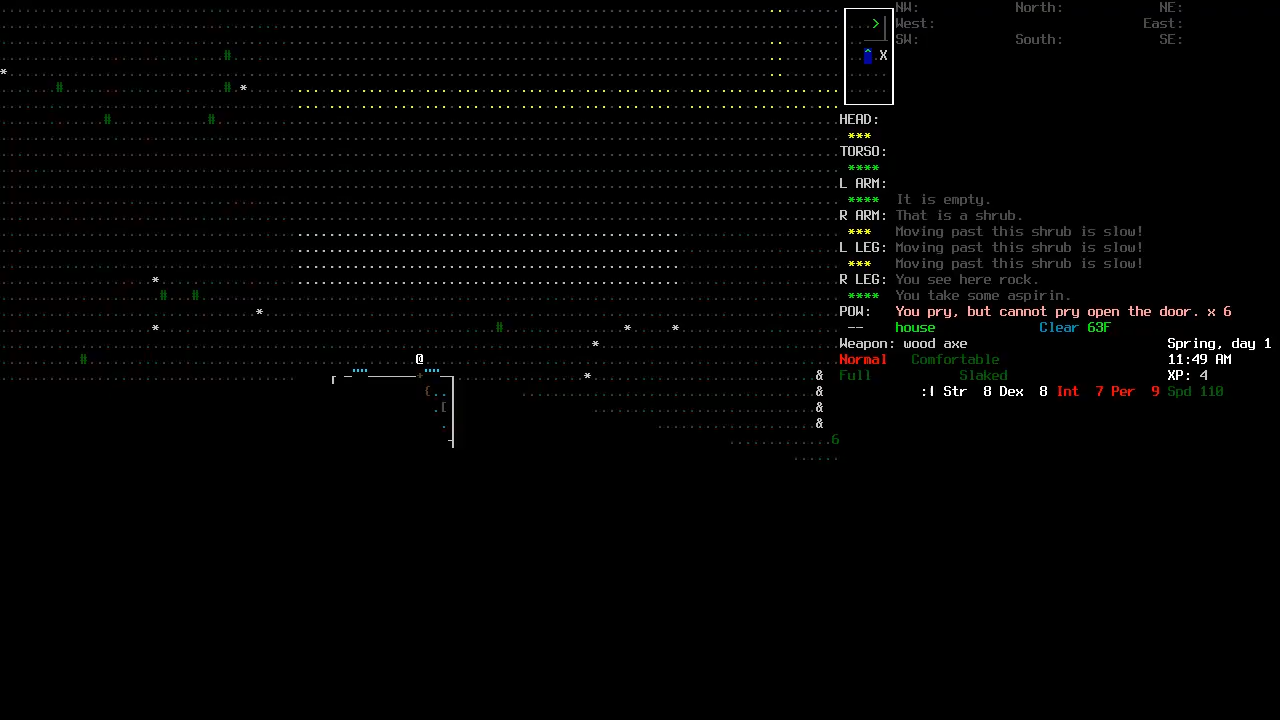 NW: North: NE:
West: East:
SW: South: SE:
HEAD:
***
TORSO:
****
L ARM:
**** It is empty.
R ARM: That is a shrub.
*** Moving past this shrub is slow!
L LEG: Moving past this shrub is slow!
*** Moving past this shrub is slow!
R LEG: You see here rock.
**** You take some aspirin.
POW: You pry, but cannot pry open the door. x 6
-- house Clear 63F
Weapon: wood axe Spring, day 1
Normal Comfortable 11:49 AM
Full Slaked XP: 4
:| Str 8 Dex 8 Int 7 Per 9 Spd 110